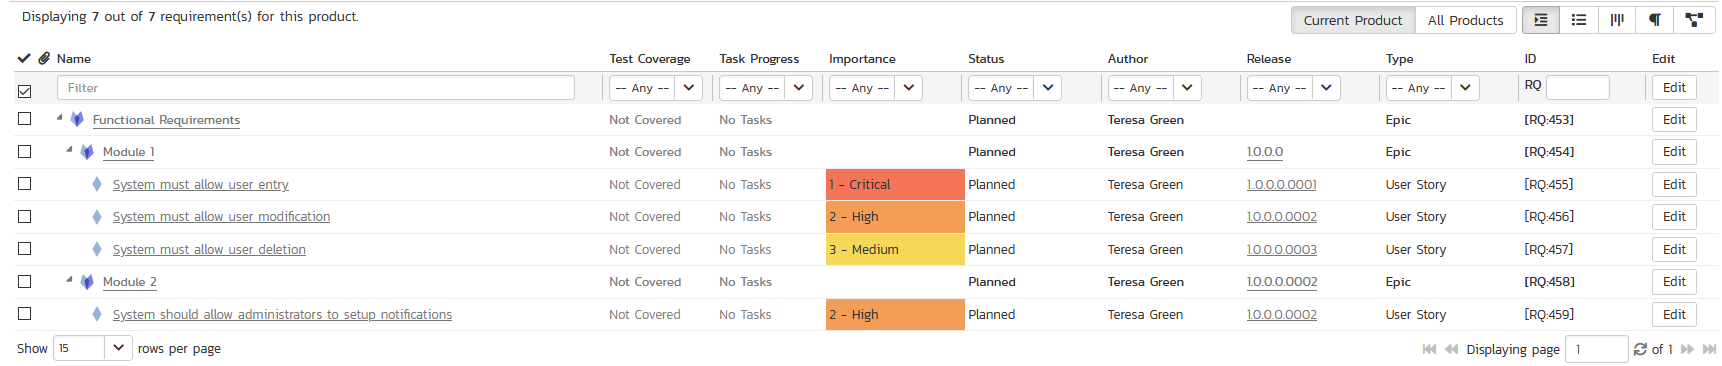 Displaying 7 out of 7 requirement(s) for this product.
Current Product All Products
Name Test Coverage Task Progress Importance Status Author Release Type ID Edit
Filter -- Any -- -- Any -- -- Any -- -- Any -- -- Any -- -- Any -- -- Any -- RQ Edit
Functional Requirements Not Covered No Tasks Planned Teresa Green Epic [RQ:453] Edit
Module 1 Not Covered No Tasks Planned Teresa Green 1.0.0.0 Epic [RQ:454] Edit
System must allow user entry Not Covered No Tasks 1 - Critical Planned Teresa Green 1.0.0.0.0001 User Story [RQ:455] Edit
System must allow user modification Not Covered No Tasks 2 - High Planned Teresa Green 1.0.0.0.0002 User Story [RQ:456] Edit
System must allow user deletion Not Covered No Tasks 3 - Medium Planned Teresa Green 1.0.0.0.0003 User Story [RQ:457] Edit
Module 2 Not Covered No Tasks Planned Teresa Green 1.0.0.0.0002 Epic [RQ:458] Edit
System should allow administrators to setup notifications Not Covered No Tasks 2 - High Planned Teresa Green 1.0.0.0.0002 User Story [RQ:459] Edit
Show 15 rows per page Displaying page 1 of 1